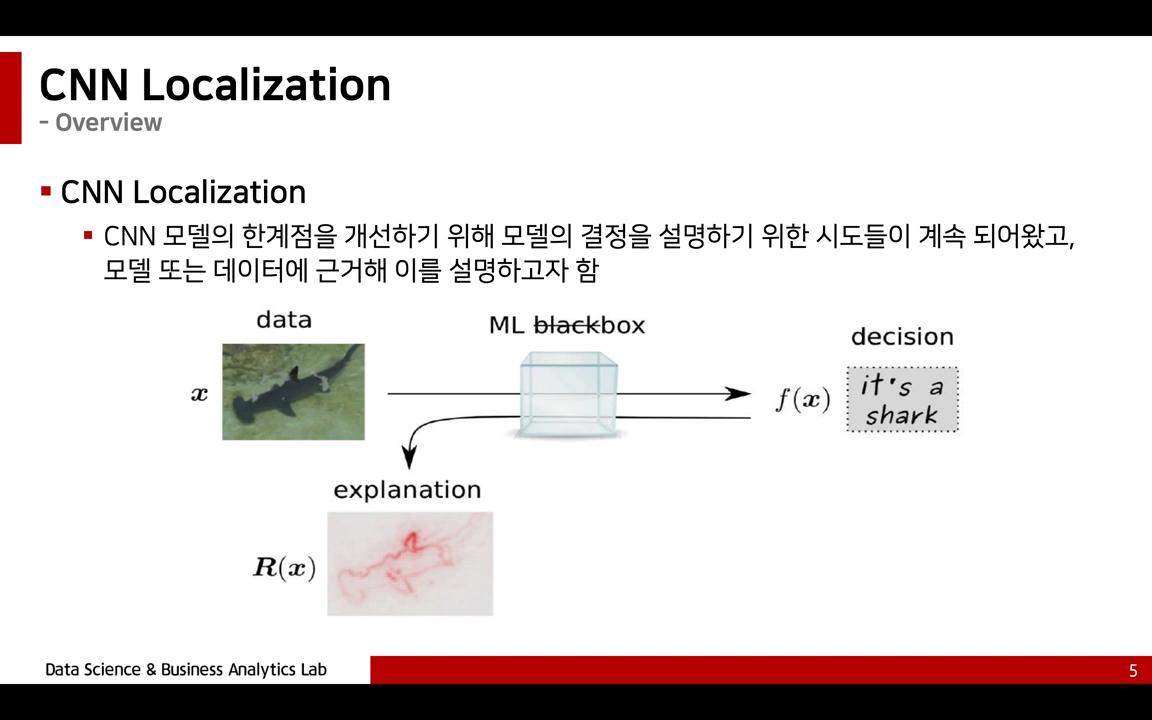 CNN Localization
- Overview
▪ CNN Localization
▪ CNN 모델의 한계점을 개선하기 위해 모델의 결정을 설명하기 위한 시도들이 계속 되어왔고,
모델 또는 데이터에 근거해 이를 설명하고자 함
data
ML blackbox
decision
x
f(x)
it's a
shark
explanation
R(x)
Data Science & Business Analytics Lab
5